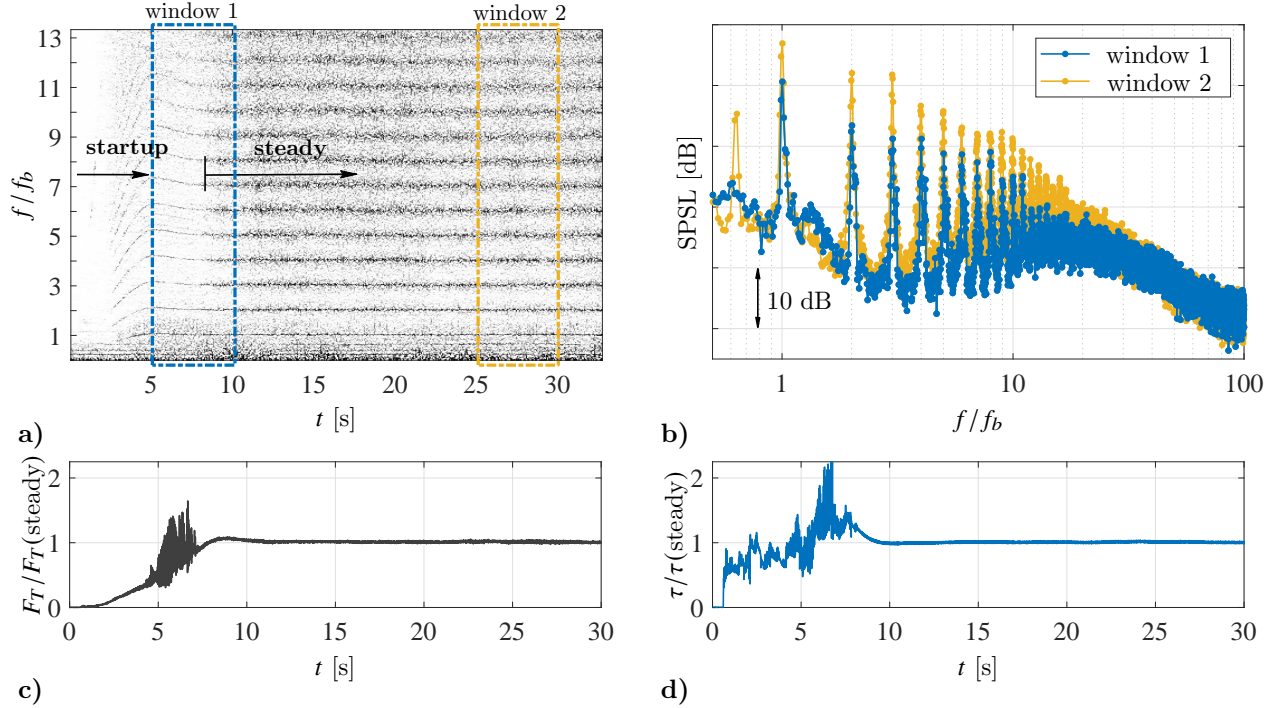 window 1
window 2
13
11
9
7
5
3
1
startup
steady
f/f_b
5
10
15
20
25
30
t [s]
a)
SPSL [dB]
window 1
window 2
10 dB
1
10
100
f/f_b
b)
F_T/F_T(steady)
2
1
0
0
5
10
15
20
25
30
t [s]
c)
τ/τ(steady)
2
1
0
0
5
10
15
20
25
30
t [s]
d)